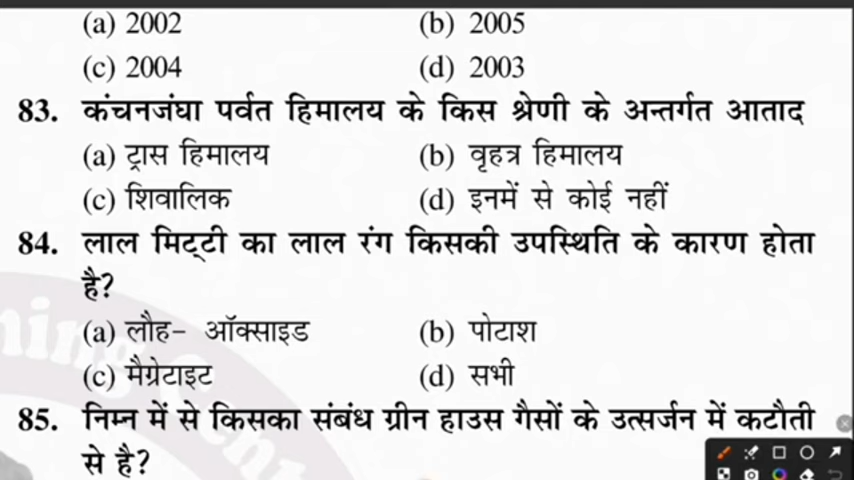 (a) 2002 (b) 2005
(c) 2004 (d) 2003
83. कंचनजंघा पर्वत हिमालय के किस श्रेणी के अन्तर्गत आताद
(a) ट्रास हिमालय (b) वृहत्र हिमालय
(c) शिवालिक (d) इनमें से कोई नहीं
84. लाल मिट्टी का लाल रंग किसकी उपस्थिति के कारण होता
है?
(a) लौह- ऑक्साइड (b) पोटाश
(c) मैग्रेटाइट (d) सभी
85. निम्न में से किसका संबंध ग्रीन हाउस गैसों के उत्सर्जन में कटौती
से है?